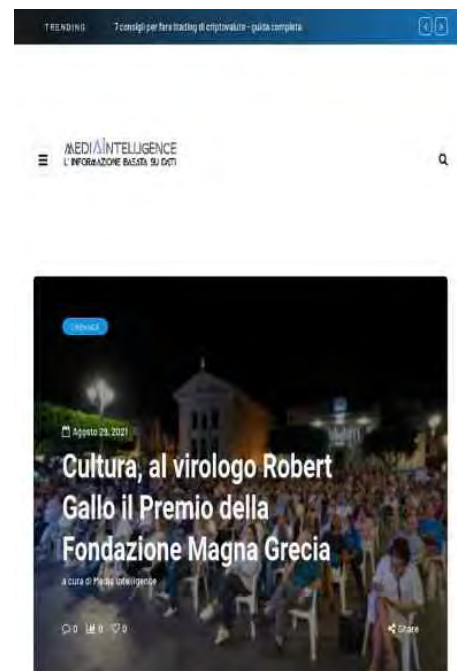 TRENDING 7 consigli per fare trading di criptovalute - guida completa
MEDIAINTELLIGENCE
L' INFORMAZIONE BASATA SU DATI
CRONACA
Agosto 29, 2021
Cultura, al virologo Robert
Gallo il Premio della
Fondazione Magna Grecia
a cura di Media Intelligence
0 0 0 Share